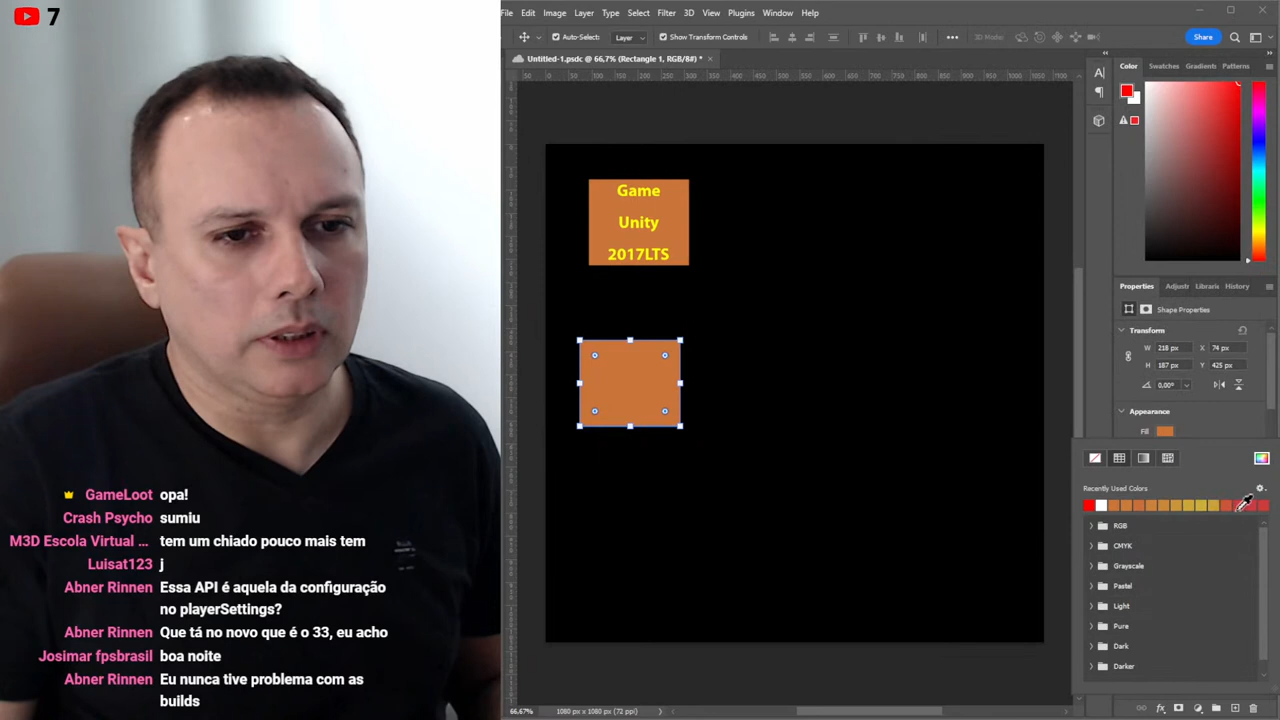 7
GameLoot opa!
Crash Psycho sumiu
M3D Escola Virtual ... tem um chiado pouco mais tem
Luisat123 j
Abner Rinnen Essa API é aquela da configuração
no playerSettings?
Abner Rinnen Que tá no novo que é o 33, eu acho
Josimar fpsbrasil boa noite
Abner Rinnen Eu nunca tive problema com as
builds
File Edit Image Layer Type Select Filter 3D View Plugins Window Help
Auto-Select: Layer Show Transform Controls 3D Mode: Share
Untitled-1.psdc @ 66,7% (Rectangle 1, RGB/8#) *
Game
Unity
2017LTS
Color Swatches Gradients Patterns
Properties Adjustr Librarie History
Shape Properties
Transform
W 218 px X 74 px
H 187 px Y 425 px
0,00°
Appearance
Fill
Recently Used Colors
RGB
CMYK
Grayscale
Pastel
Light
Pure
Dark
Darker
66,67% 1080 px x 1080 px (72 ppi)